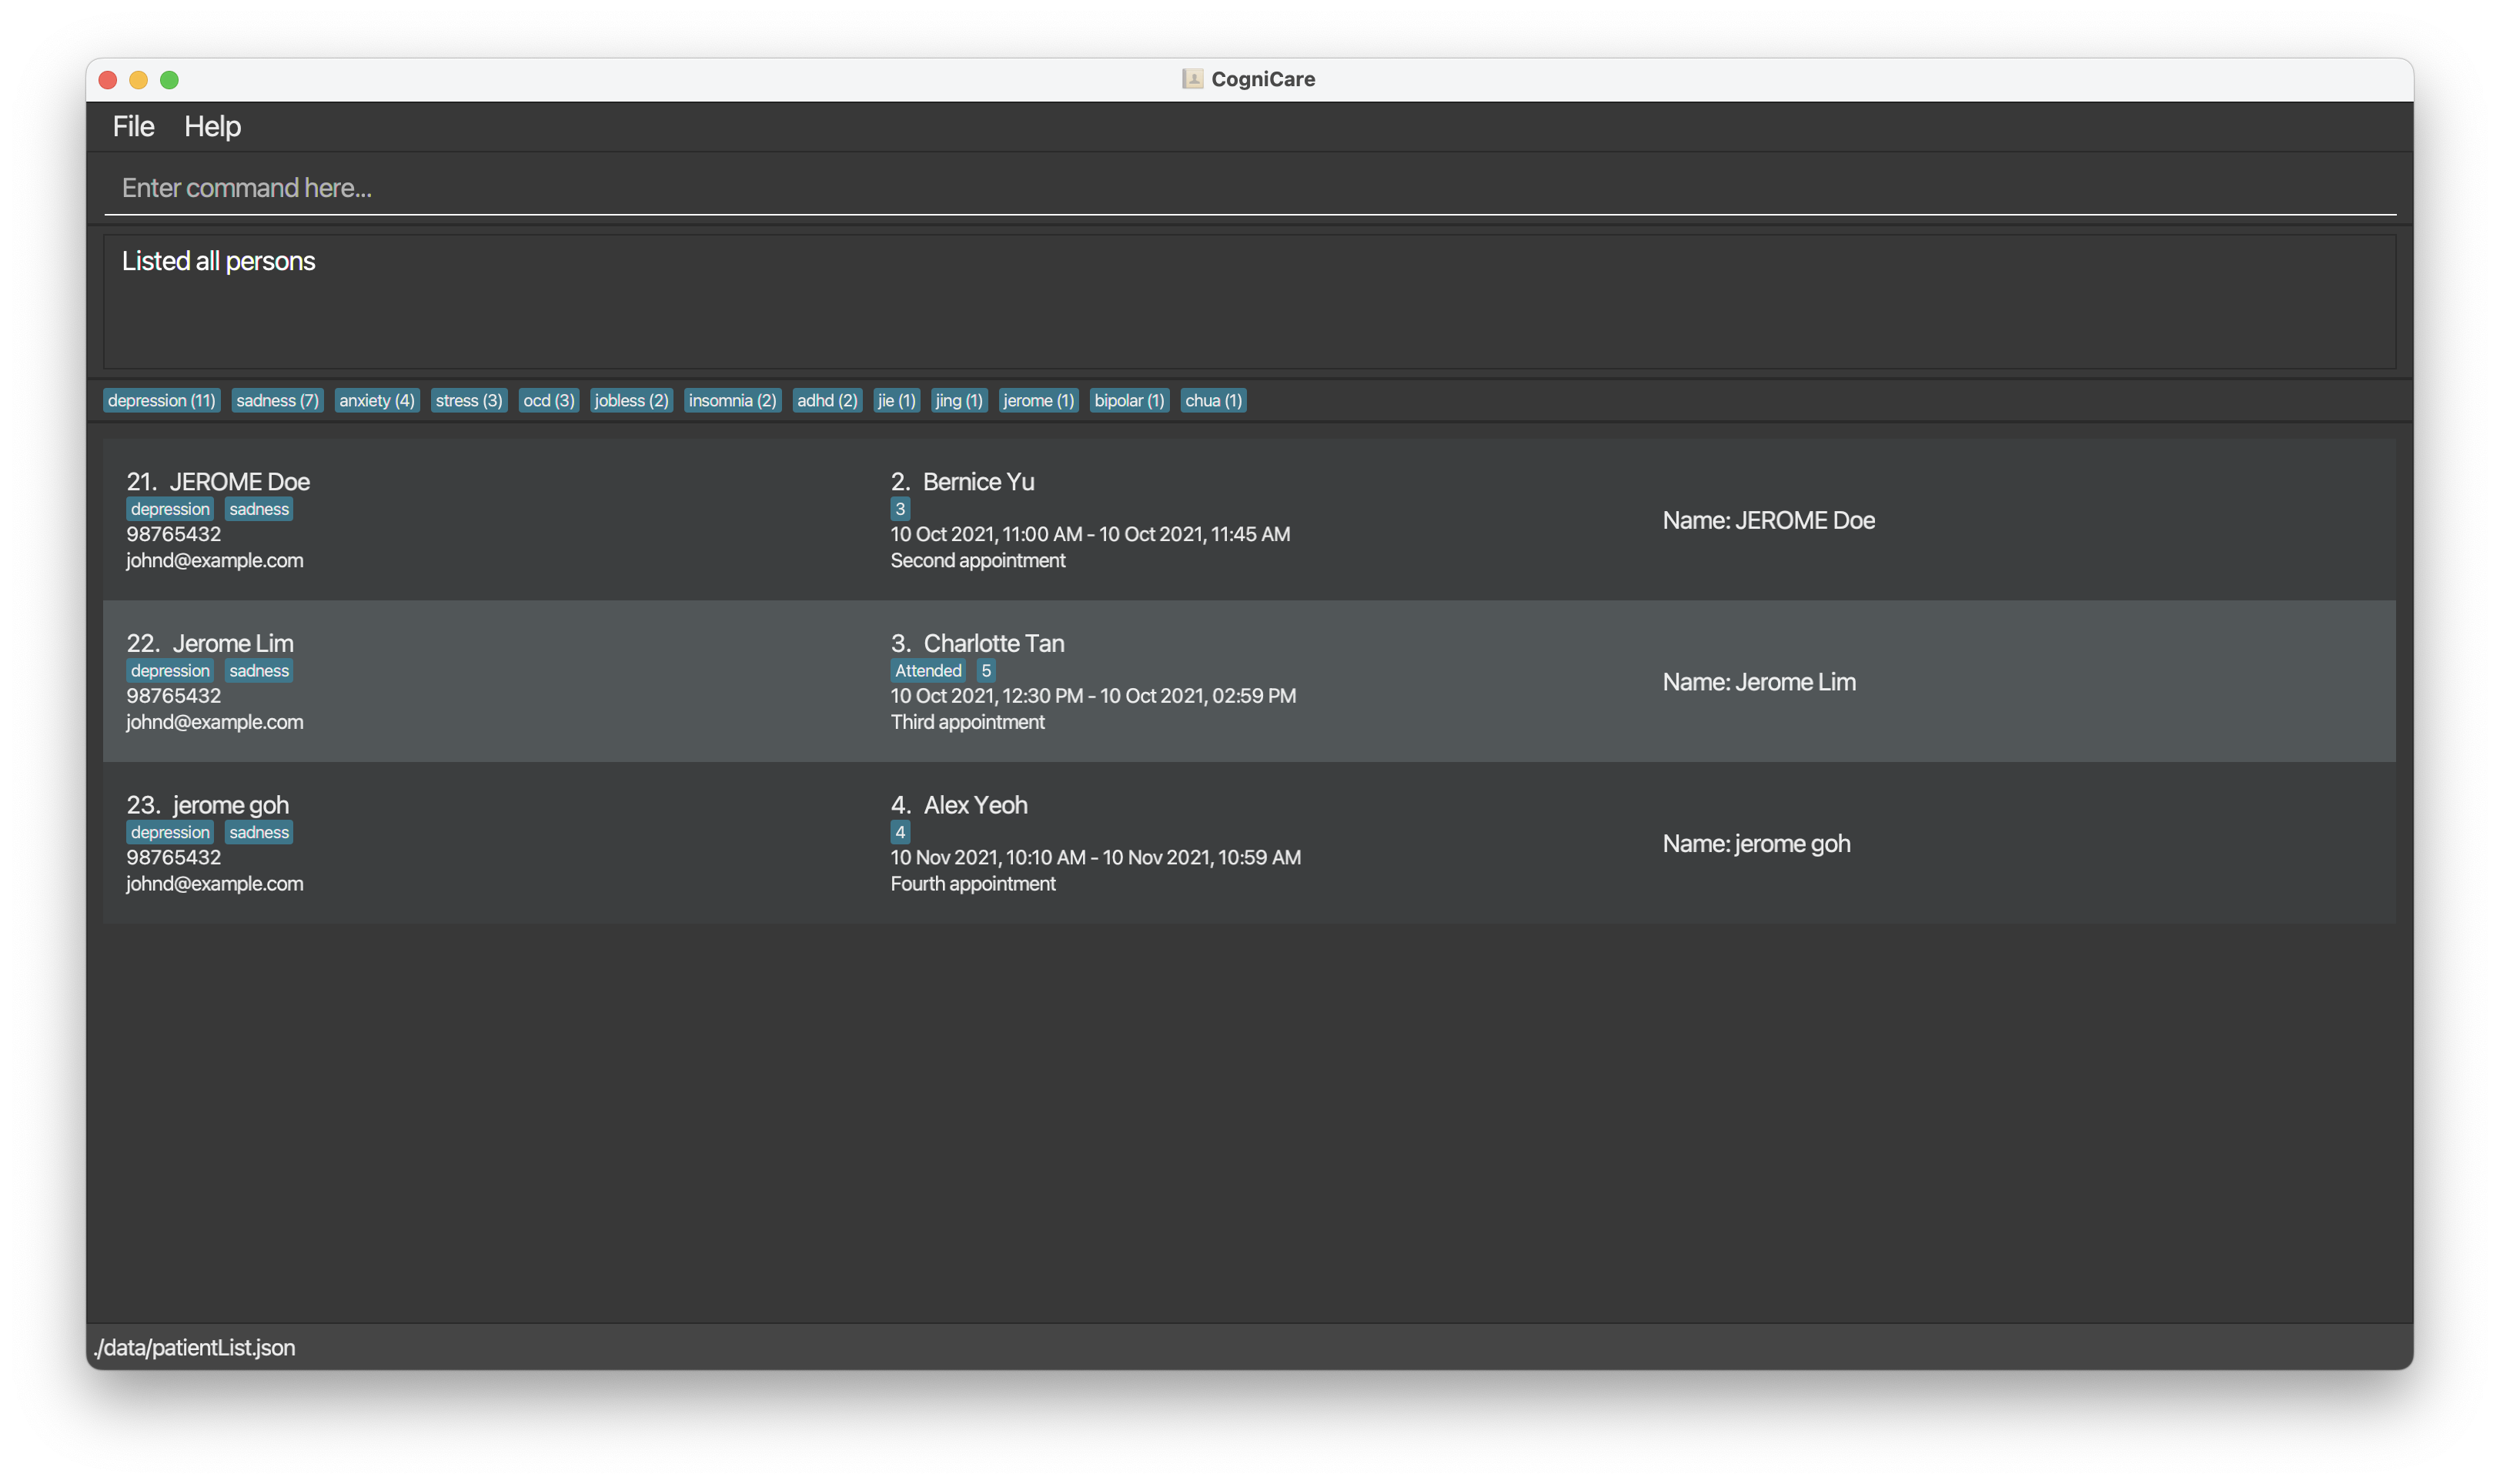 CogniCare
File Help
Enter command here...
Listed all persons
depression (11) sadness (7) anxiety (4) stress (3) ocd (3) jobless (2) insomnia (2) adhd (2) jie (1) jing (1) jerome (1) bipolar (1) chua (1)
21. JEROME Doe
depression sadness
98765432
johnd@example.com
2. Bernice Yu
3
10 Oct 2021, 11:00 AM - 10 Oct 2021, 11:45 AM
Second appointment
Name: JEROME Doe
22. Jerome Lim
depression sadness
98765432
johnd@example.com
3. Charlotte Tan
Attended 5
10 Oct 2021, 12:30 PM - 10 Oct 2021, 02:59 PM
Third appointment
Name: Jerome Lim
23. jerome goh
depression sadness
98765432
johnd@example.com
4. Alex Yeoh
4
10 Nov 2021, 10:10 AM - 10 Nov 2021, 10:59 AM
Fourth appointment
Name: jerome goh
./data/patientList.json